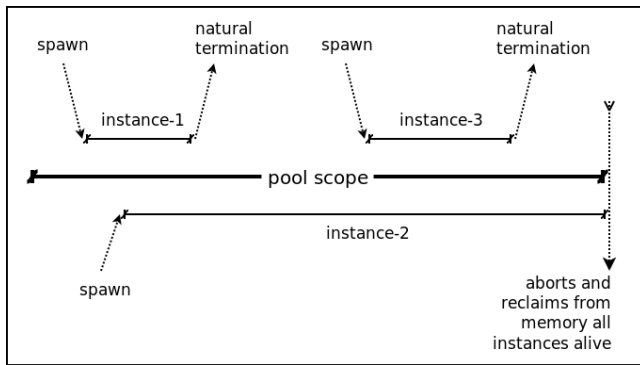 natural
termination
spawn
instance-1
natural
termination
spawn
instance-3
pool scope
instance-2
spawn
aborts and
reclaims from
memory all
instances alive